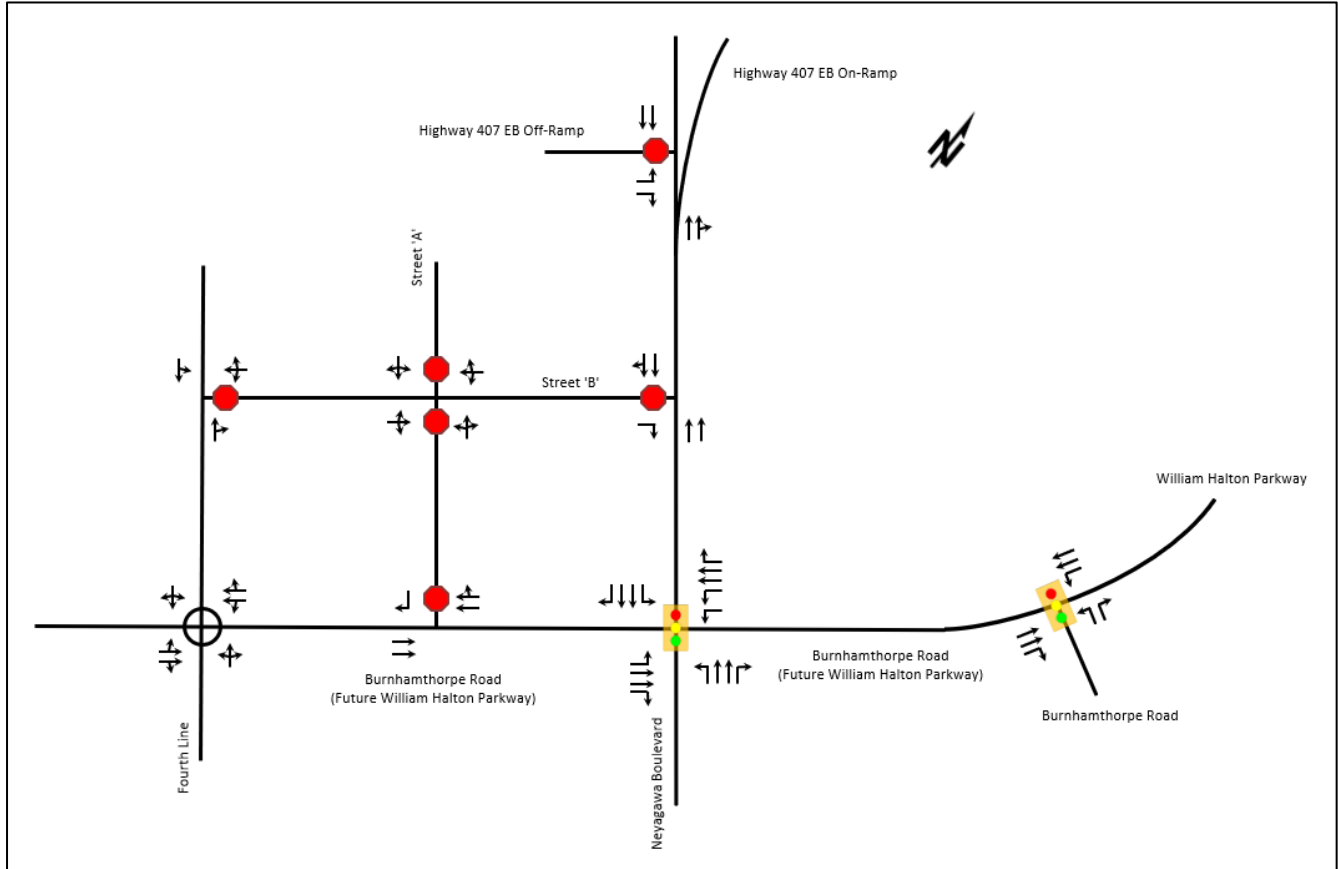 Highway 407 EB On-Ramp
Highway 407 EB Off-Ramp
N
Street 'A'
Street 'B'
William Halton Parkway
Burnhamthorpe Road
(Future William Halton Parkway)
Burnhamthorpe Road
(Future William Halton Parkway)
Burnhamthorpe Road
Fourth Line
Neyagawa Boulevard